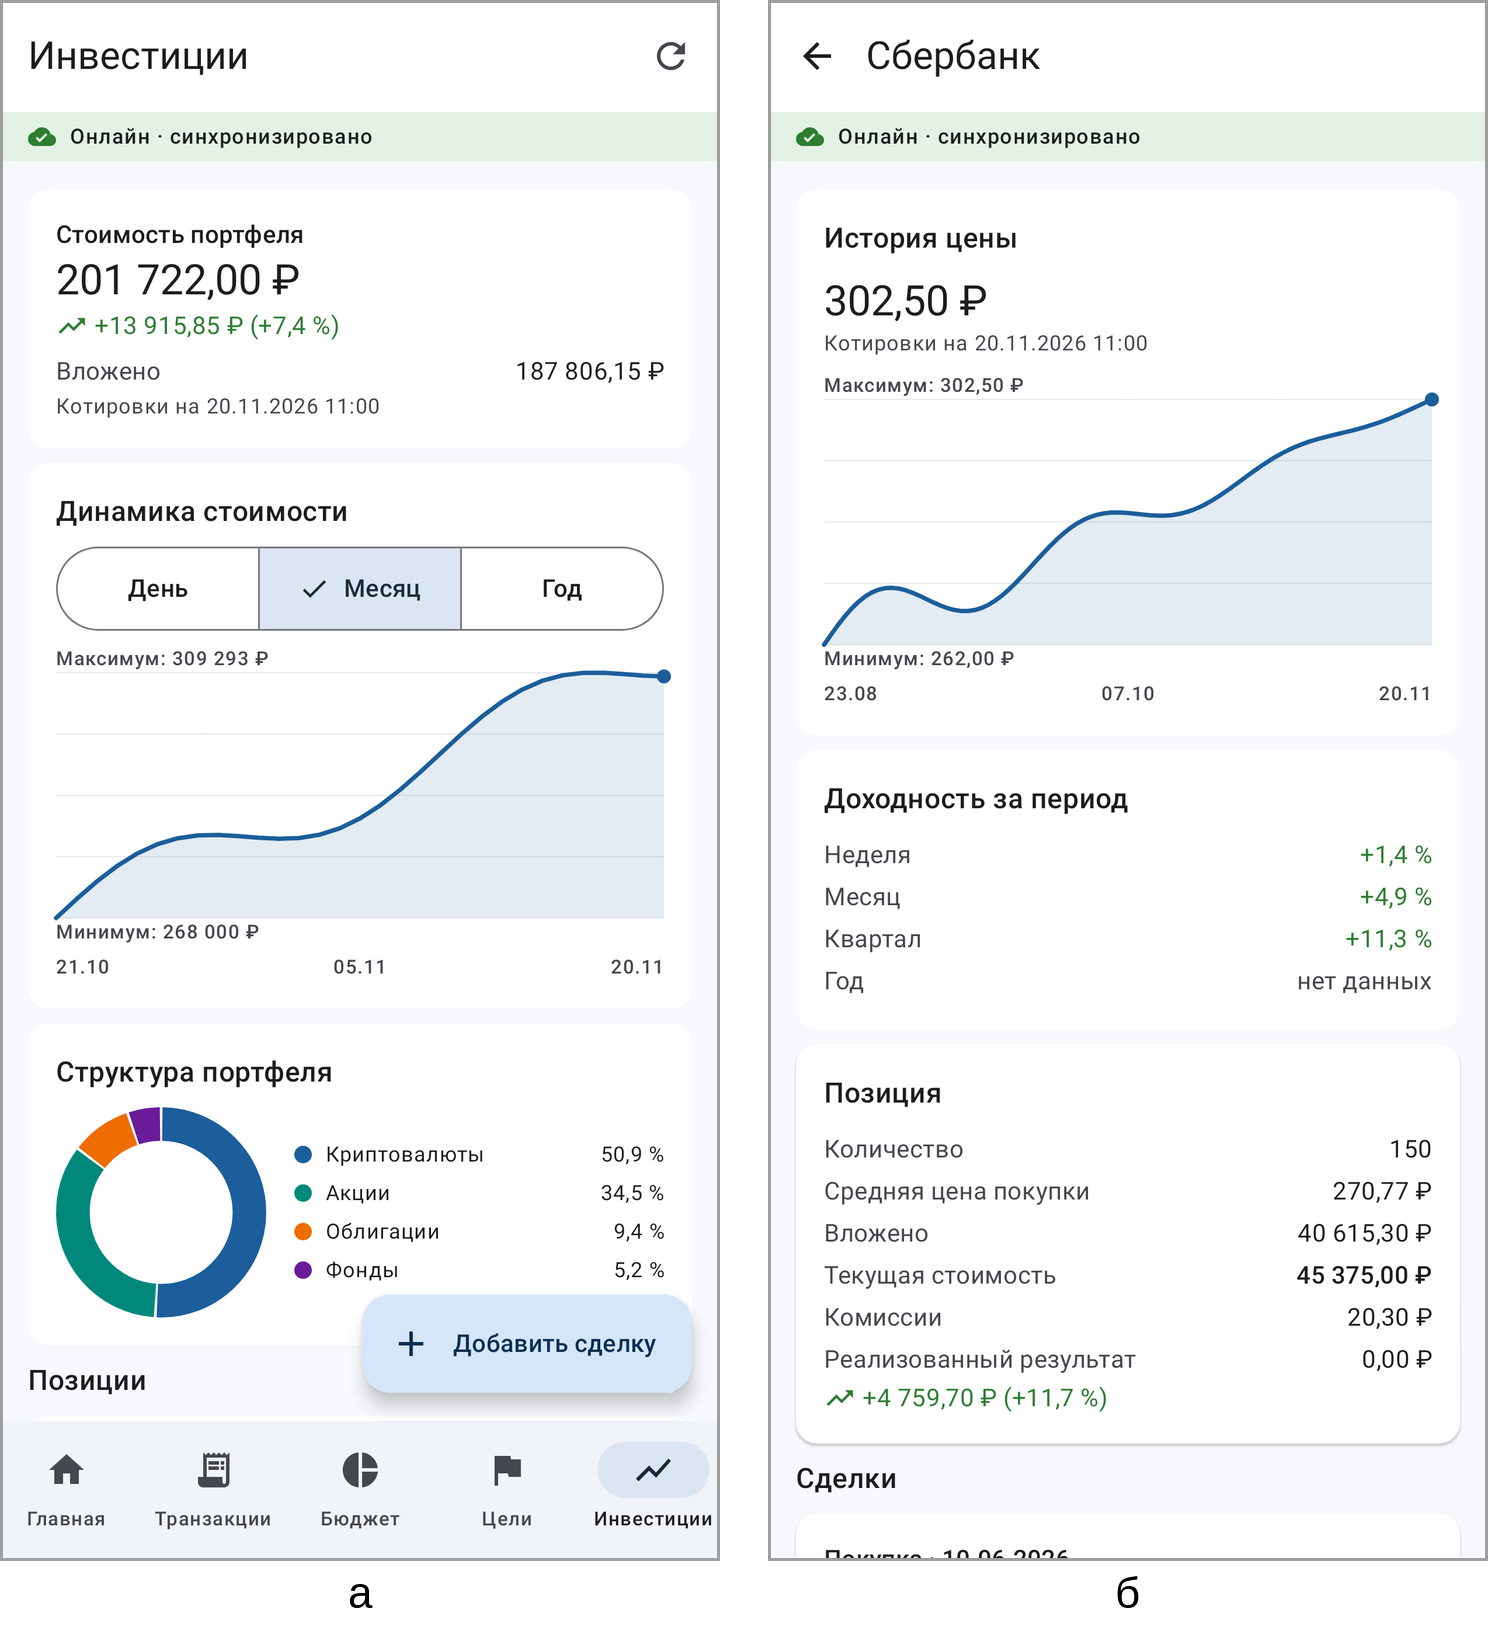 Инвестиции
Онлайн · синхронизировано
Стоимость портфеля
201 722,00 ₽
+13 915,85 ₽ (+7,4 %)
Вложено 187 806,15 ₽
Котировки на 20.11.2026 11:00
Динамика стоимости
День Месяц Год
Максимум: 309 293 ₽
Минимум: 268 000 ₽
21.10 05.11 20.11
Структура портфеля
Криптовалюты 50,9 %
Акции 34,5 %
Облигации 9,4 %
Фонды 5,2 %
Добавить сделку
Позиции
Главная Транзакции Бюджет Цели Инвестиции
а
Сбербанк
Онлайн · синхронизировано
История цены
302,50 ₽
Котировки на 20.11.2026 11:00
Максимум: 302,50 ₽
Минимум: 262,00 ₽
23.08 07.10 20.11
Доходность за период
Неделя +1,4 %
Месяц +4,9 %
Квартал +11,3 %
Год нет данных
Позиция
Количество 150
Средняя цена покупки 270,77 ₽
Вложено 40 615,30 ₽
Текущая стоимость 45 375,00 ₽
Комиссии 20,30 ₽
Реализованный результат 0,00 ₽
+4 759,70 ₽ (+11,7 %)
Сделки
Покупка · 10.06.2026
б